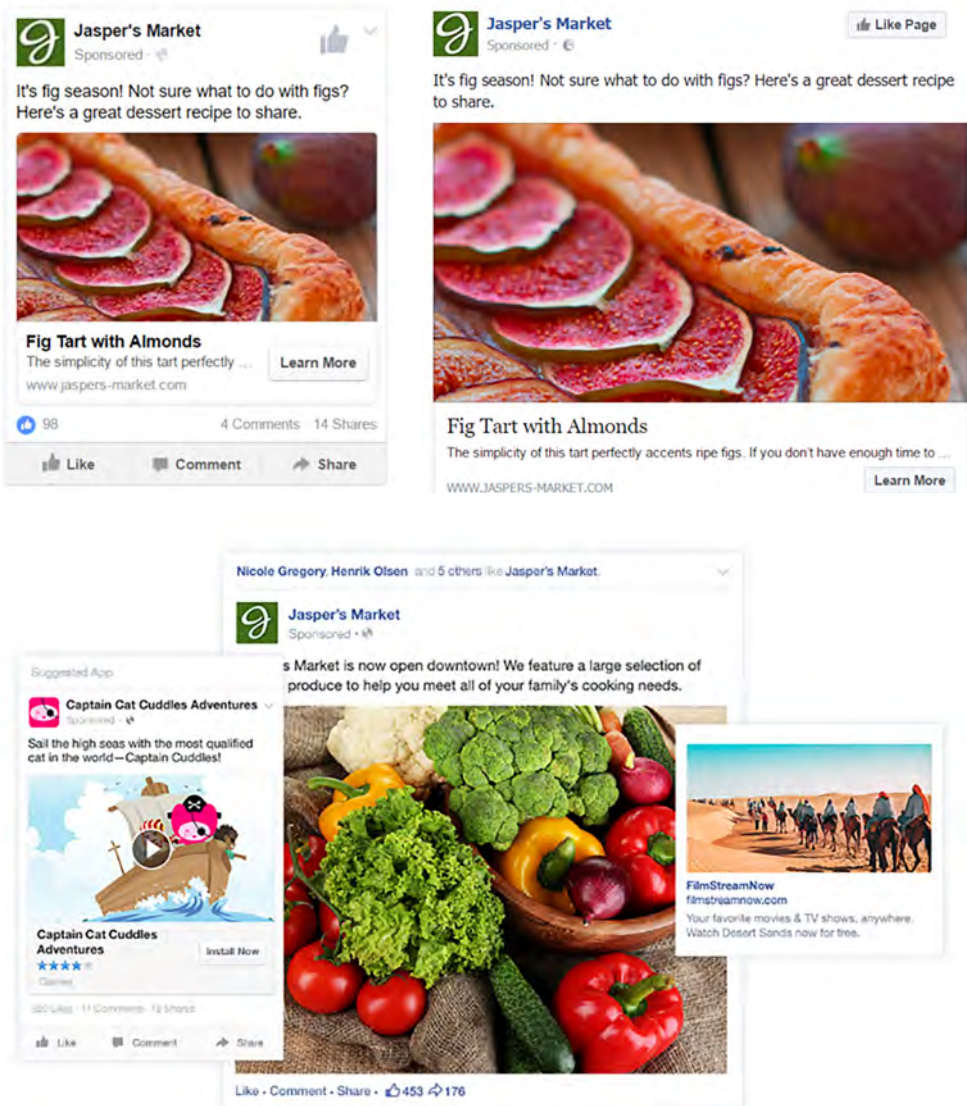 Jasper's Market
Sponsored ·
It's fig season! Not sure what to do with figs?
Here's a great dessert recipe to share.
Fig Tart with Almonds
The simplicity of this tart perfectly ...
Learn More
www.jaspers-market.com
98
4 Comments 14 Shares
Like Comment Share
Jasper's Market
Like Page
Sponsored ·
It's fig season! Not sure what to do with figs? Here's a great dessert recipe
to share.
Fig Tart with Almonds
The simplicity of this tart perfectly accents ripe figs. If you don't have enough time to ...
WWW.JASPERS-MARKET.COM
Learn More
Nicole Gregory, Henrik Olsen and 5 others like Jasper's Market.
Jasper's Market
Sponsored ·
s Market is now open downtown! We feature a large selection of
produce to help you meet all of your family's cooking needs.
Like · Comment · Share · 453 176
Suggested App
Captain Cat Cuddles Adventures
Sponsored ·
Sail the high seas with the most qualified
cat in the world—Captain Cuddles!
Captain Cat Cuddles
Adventures
Install Now
Games
Likes · 11 Comments · Shares
Like Comment Share
FilmStreamNow
filmstreamnow.com
Your favorite movies & TV shows, anywhere.
Watch Desert Sands now for free.